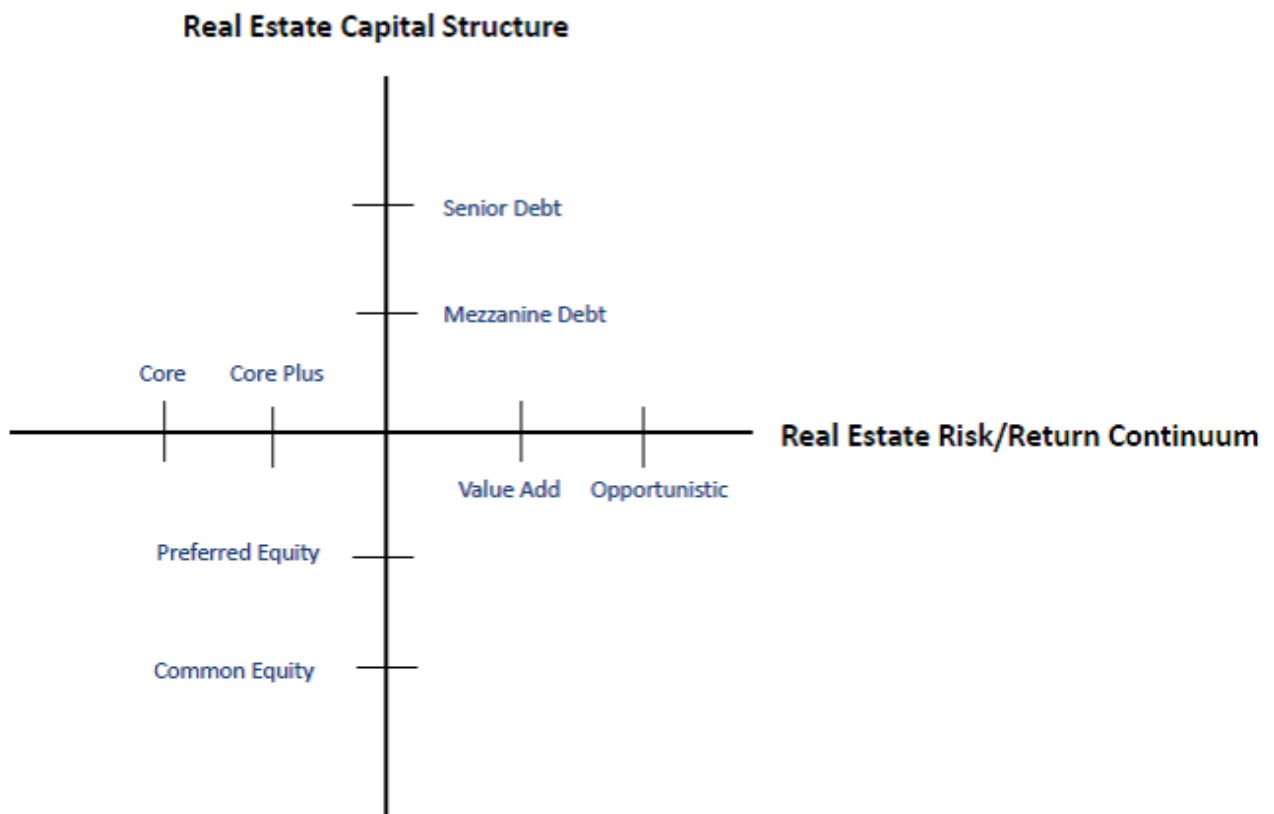 Real Estate Capital Structure
Senior Debt
Mezzanine Debt
Core
Core Plus
Real Estate Risk/Return Continuum
Value Add
Opportunistic
Preferred Equity
Common Equity